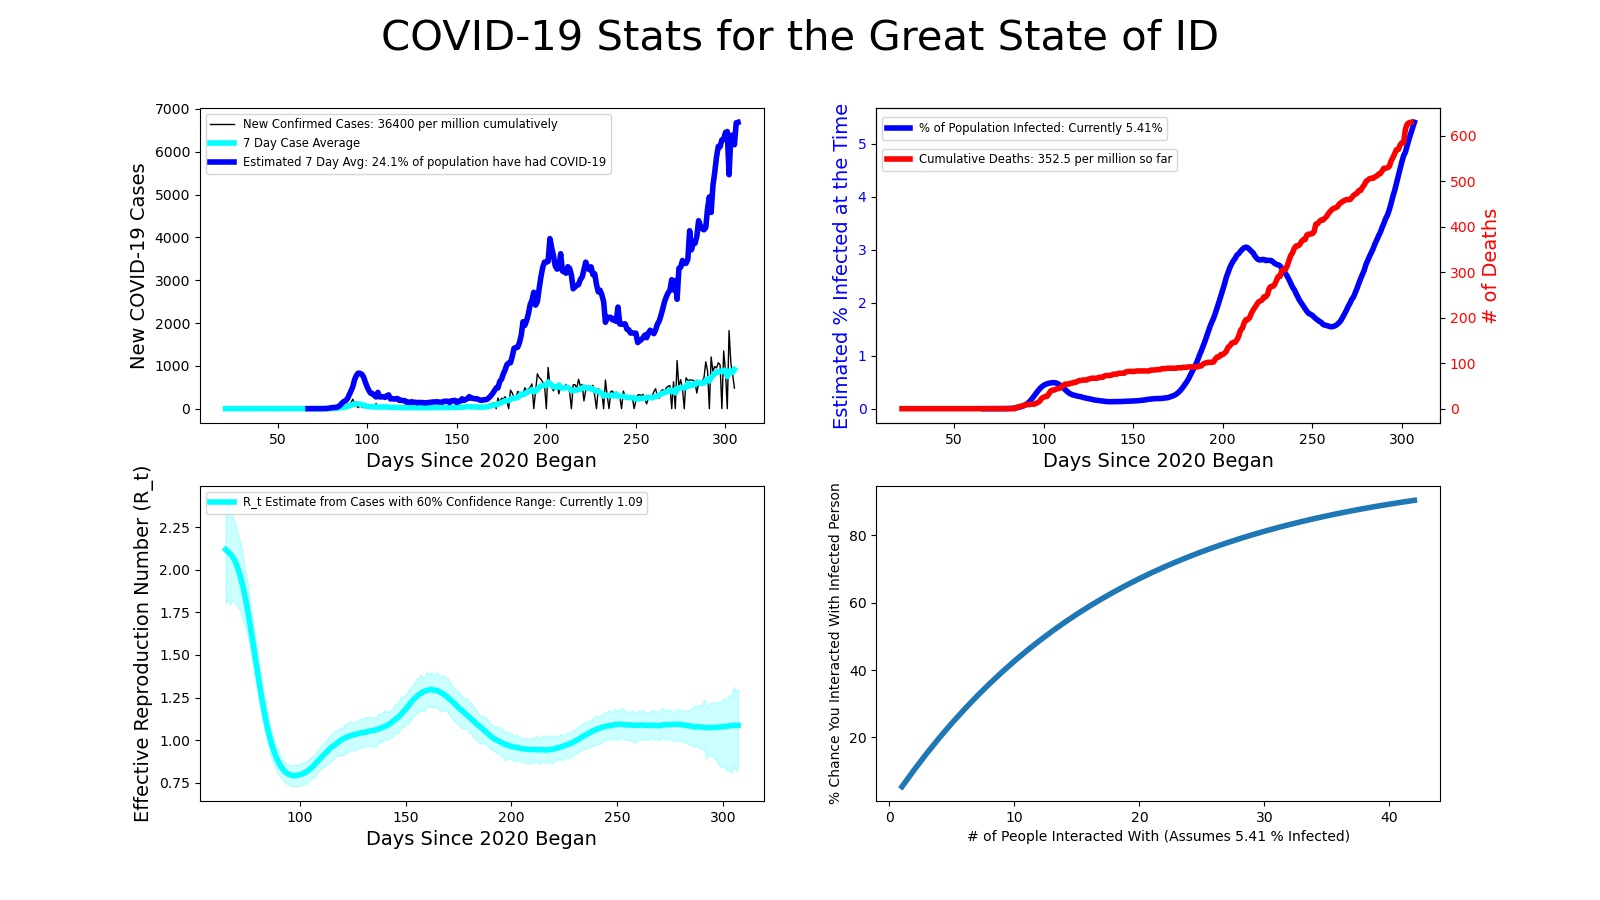 COVID-19 Stats for the Great State of ID
New COVID-19 Cases
7000
6000
5000
4000
3000
2000
1000
0
New Confirmed Cases: 36400 per million cumulatively
7 Day Case Average
Estimated 7 Day Avg: 24.1% of population have had COVID-19
50 100 150 200 250 300
Days Since 2020 Began
Estimated % Infected at the Time
5
4
3
2
1
0
% of Population Infected: Currently 5.41%
Cumulative Deaths: 352.5 per million so far
600
500
400
300
200
100
0
# of Deaths
50 100 150 200 250 300
Days Since 2020 Began
Effective Reproduction Number (R_t)
2.25
2.00
1.75
1.50
1.25
1.00
0.75
R_t Estimate from Cases with 60% Confidence Range: Currently 1.09
100 150 200 250 300
Days Since 2020 Began
% Chance You Interacted With Infected Person
80
60
40
20
0 10 20 30 40
# of People Interacted With (Assumes 5.41 % Infected)